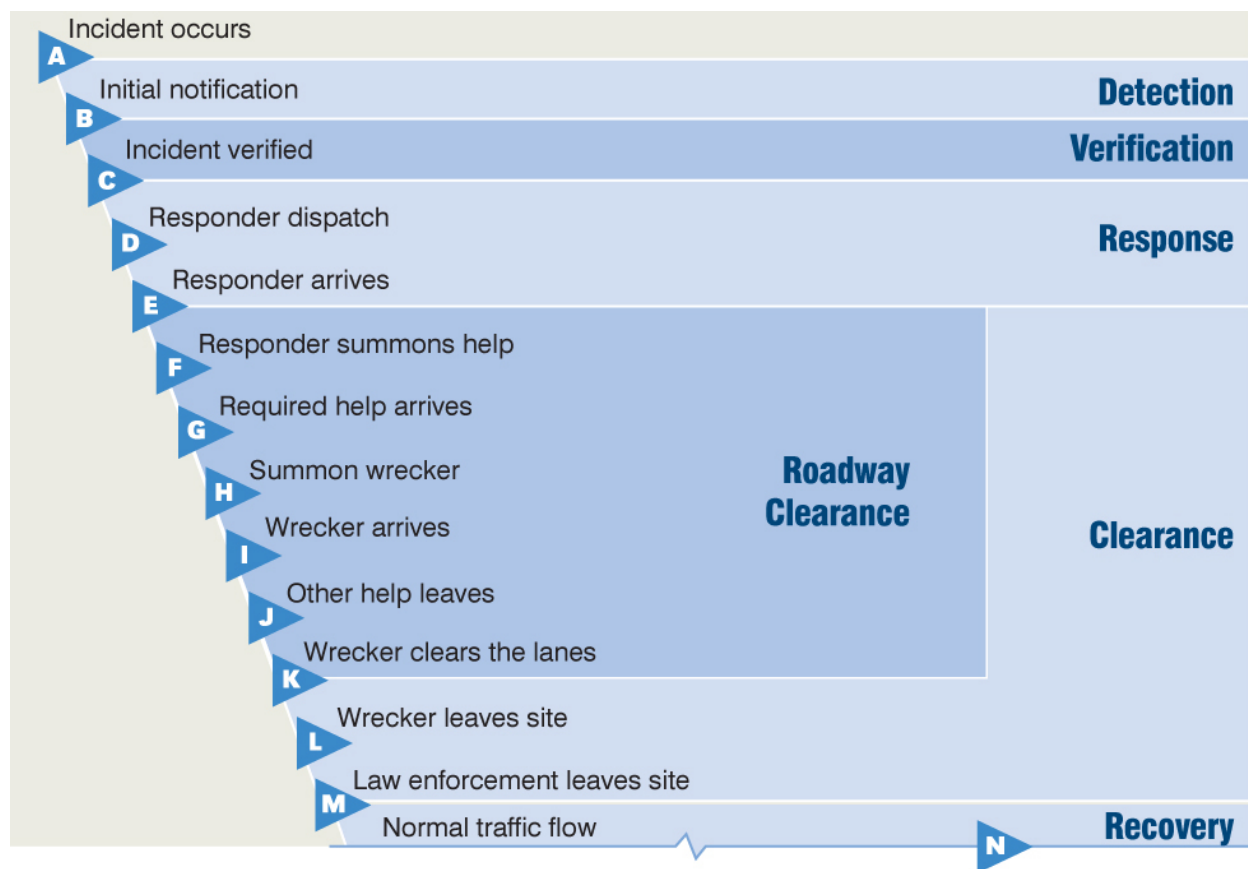 Incident occurs
A
Initial notification
Detection
B
Incident verified
Verification
C
Responder dispatch
D
Response
Responder arrives
E
Responder summons help
F
Required help arrives
G
Summon wrecker
H
Roadway
Clearance
Wrecker arrives
I
Clearance
Other help leaves
J
Wrecker clears the lanes
K
Wrecker leaves site
L
Law enforcement leaves site
M
Normal traffic flow
N
Recovery